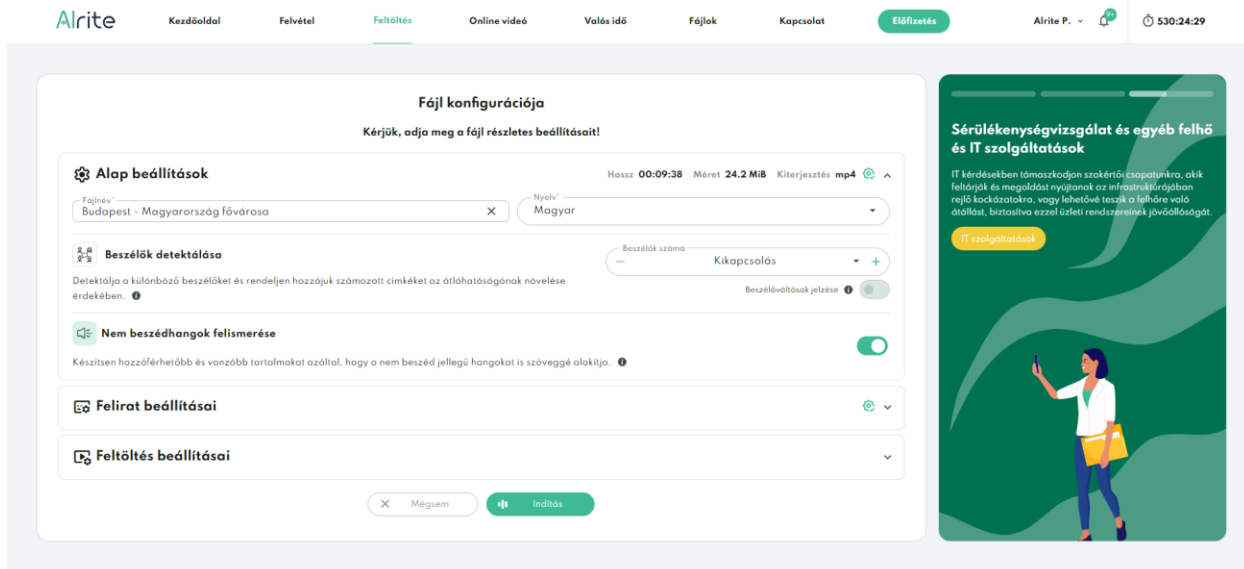 Alrite
Kezdőoldal Felvétel Feltöltés Online videó Valós idő Fájlok Kapcsolat Előfizetés Alrite P. 9+ 530:24:29
Fájl konfigurációja
Kérjük, adja meg a fájl részletes beállításait!
Alap beállítások Hossz 00:09:38 Méret 24.2 MiB Kiterjesztés mp4
Fájlnév* Nyelv*
Budapest - Magyarország fővárosa Magyar
Beszélők detektálása Beszélők száma
Kikapcsolás
Detektálja a különböző beszélőket és rendeljen hozzájuk számozott címkéket az átláthatóságának növelése
érdekében. Beszélőváltások jelzése
Nem beszédhangok felismerése
Készítsen hozzáférhetőbb és vonzóbb tartalmakat azáltal, hogy a nem beszéd jellegű hangokat is szöveggé alakítja.
Felirat beállításai
Feltöltés beállításai
Mégsem Indítás
Sérülékenységvizsgálat és egyéb felhő
és IT szolgáltatások
IT kérdésekben támaszkodjon szakértői csapatunkra, akik
feltárják és megoldást nyújtanak az infrastruktúrájában
rejlő kockázatokra, vagy lehetővé teszik a felhőre való
átállást, biztosítva ezzel üzleti rendszereinek jövőállóságát.
IT szolgáltatások